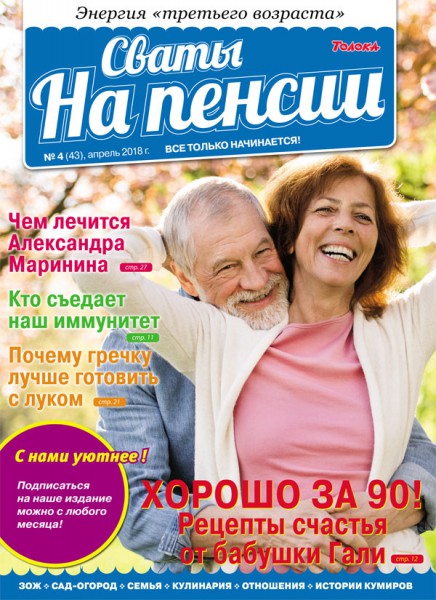 Энергия «третьего возраста»
Сваты
Толока
На пенсии
№ 4 (43), апрель 2018 г.
ВСЕ ТОЛЬКО НАЧИНАЕТСЯ!
Чем лечится
Александра
Маринина стр. 27
Кто съедает
наш иммунитет
стр. 11
Почему гречку
лучше готовить
с луком стр. 21
С нами уютнее!
Подписаться
на наше издание
можно с любого
месяца!
ХОРОШО ЗА 90!
Рецепты счастья
от бабушки Гали стр. 12
ЗОЖ ❖ САД-ОГОРОД ❖ СЕМЬЯ ❖ КУЛИНАРИЯ ❖ ОТНОШЕНИЯ ❖ ИСТОРИИ КУМИРОВ